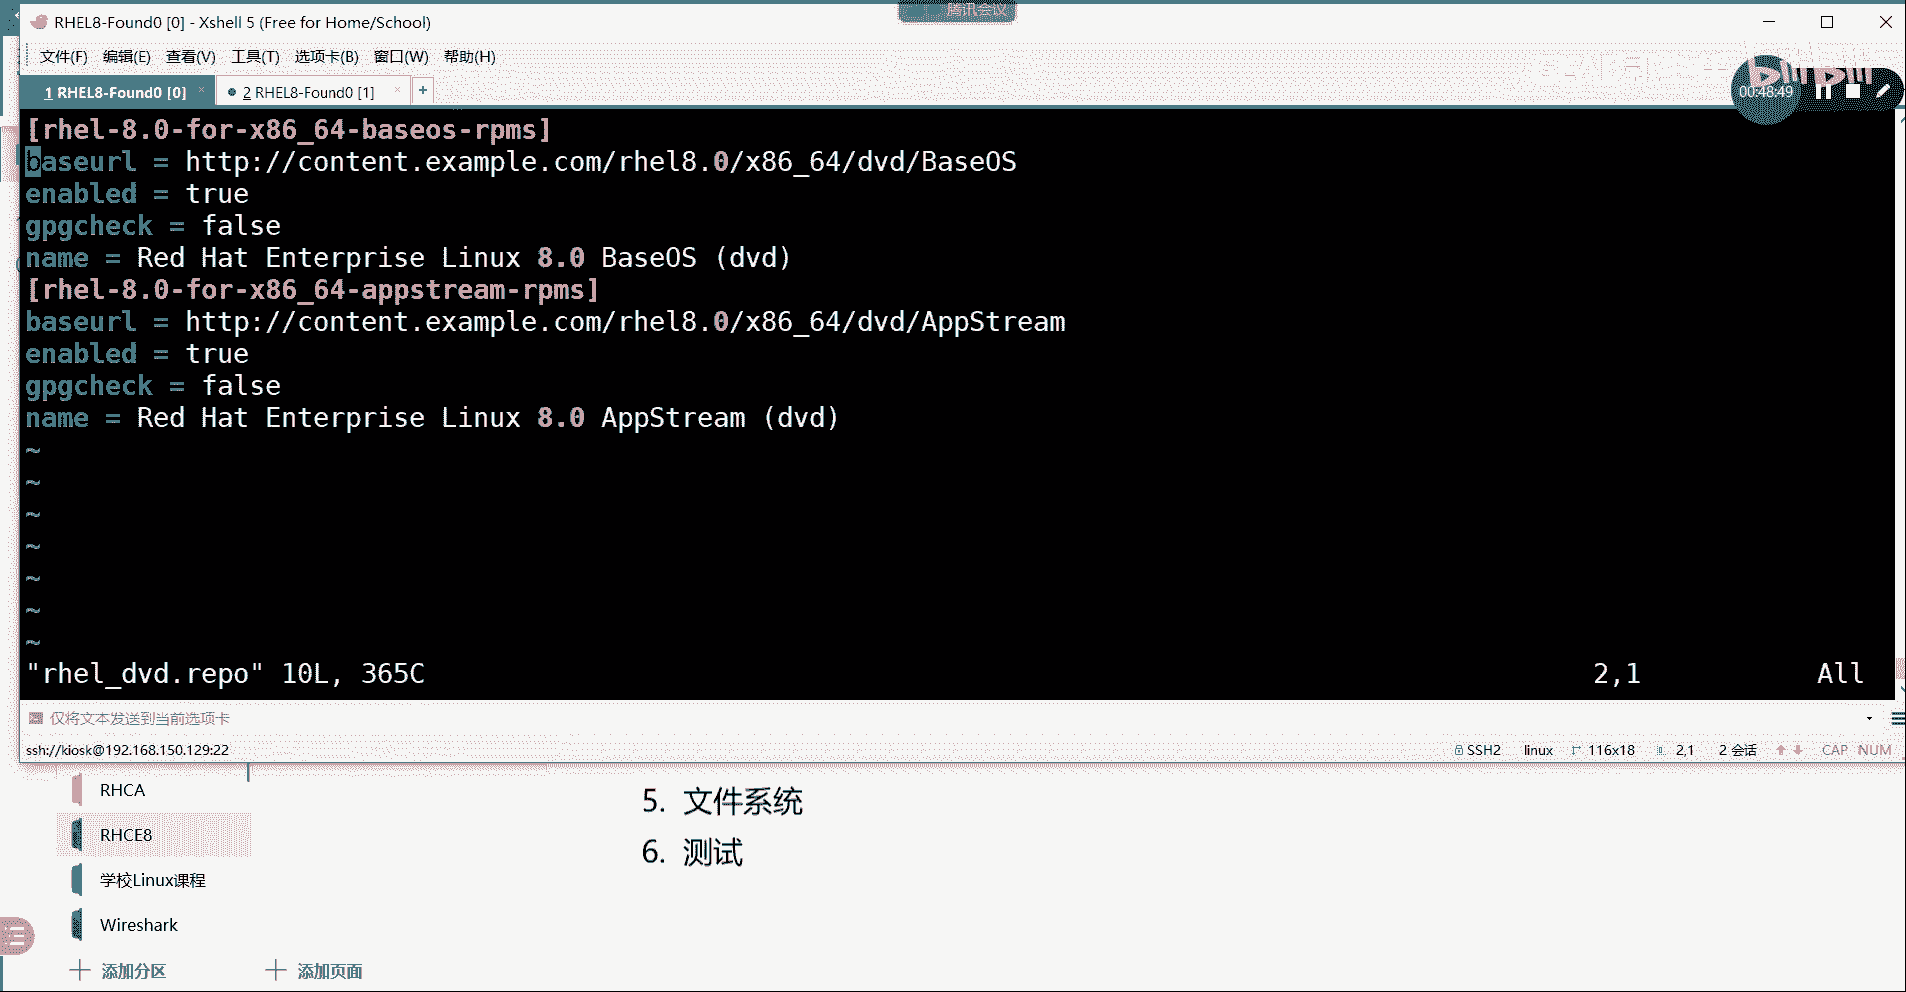 腾讯会议
RHEL8-Found0 [0] - Xshell 5 (Free for Home/School)
文件(F) 编辑(E) 查看(V) 工具(T) 选项卡(B) 窗口(W) 帮助(H)
bilibili
1 RHEL8-Found0 [0] × 2 RHEL8-Found0 [1] × +
00:48:49
[rhel-8.0-for-x86_64-baseos-rpms]
baseurl = http://content.example.com/rhel8.0/x86_64/dvd/BaseOS
enabled = true
gpgcheck = false
name = Red Hat Enterprise Linux 8.0 BaseOS (dvd)
[rhel-8.0-for-x86_64-appstream-rpms]
baseurl = http://content.example.com/rhel8.0/x86_64/dvd/AppStream
enabled = true
gpgcheck = false
name = Red Hat Enterprise Linux 8.0 AppStream (dvd)
~
~
~
~
~
~
~
"rhel_dvd.repo" 10L, 365C 2,1 All
仅将文本发送到当前选项卡
ssh://kiosk@192.168.150.129:22 SSH2 linux 116x18 2,1 2 会话 CAP NUM
RHCA
5. 文件系统
RHCE8
6. 测试
学校Linux课程
Wireshark
添加分区 添加页面